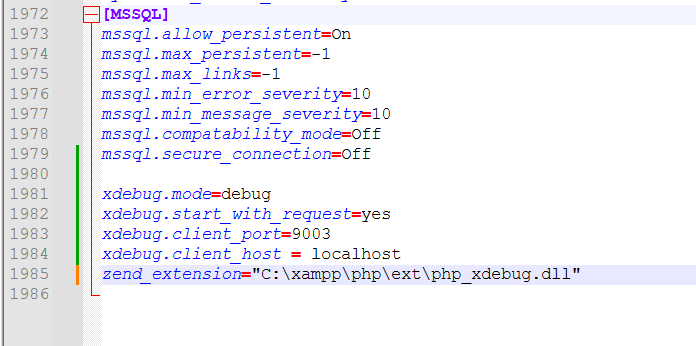 1972 [MSSQL]
1973 mssql.allow_persistent=On
1974 mssql.max_persistent=-1
1975 mssql.max_links=-1
1976 mssql.min_error_severity=10
1977 mssql.min_message_severity=10
1978 mssql.compatability_mode=Off
1979 mssql.secure_connection=Off
1980
1981 xdebug.mode=debug
1982 xdebug.start_with_request=yes
1983 xdebug.client_port=9003
1984 xdebug.client_host = localhost
1985 zend_extension="C:\xampp\php\ext\php_xdebug.dll"
1986